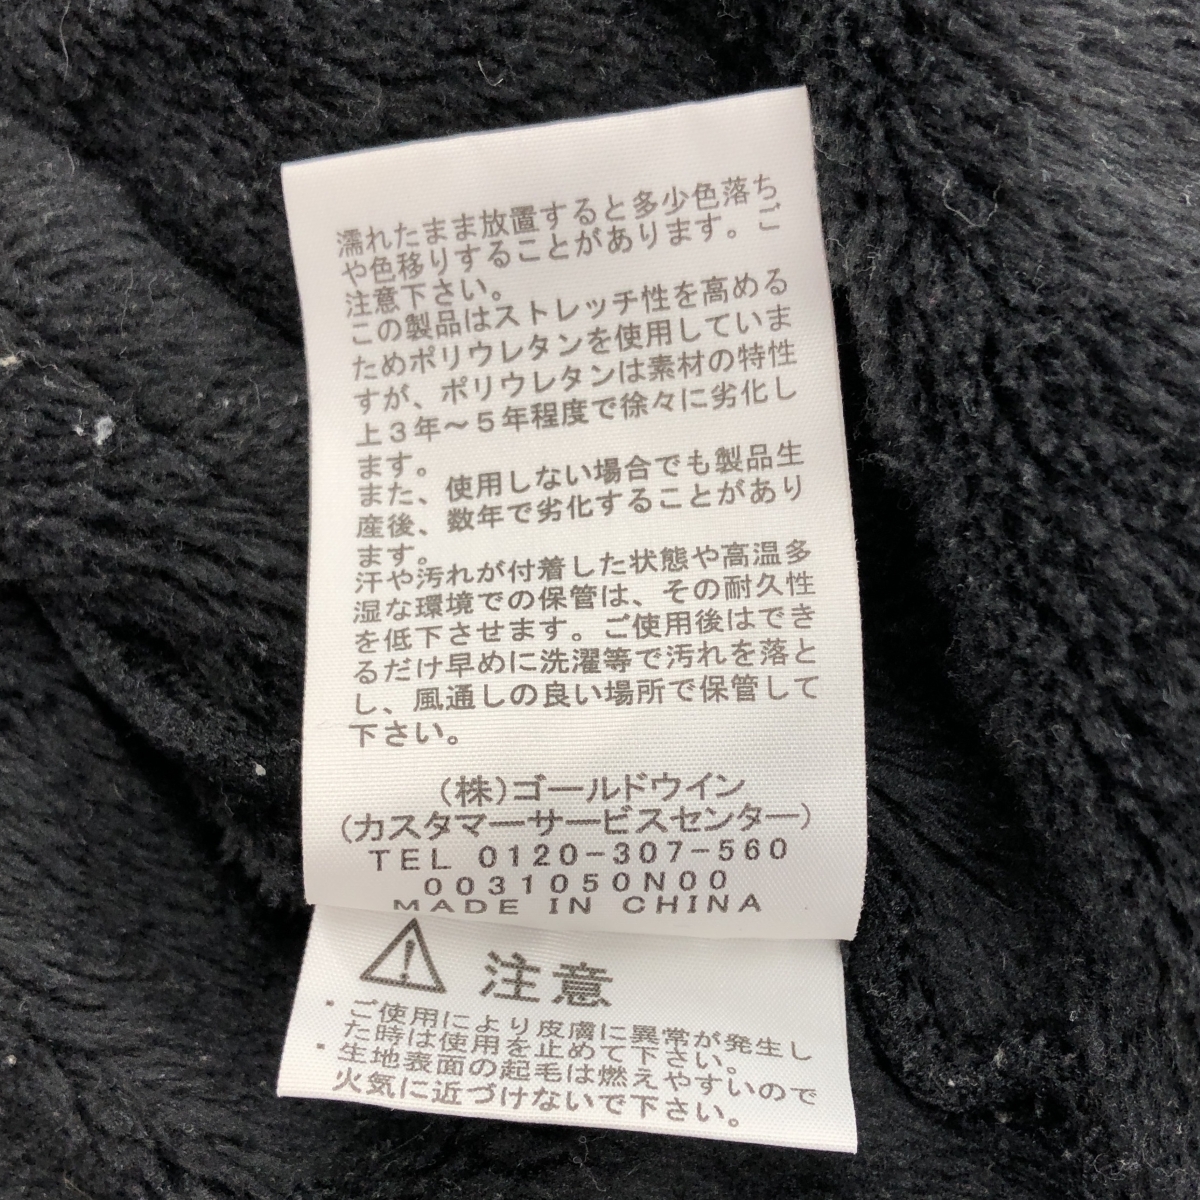 濡れたまま放置すると多少色落ち
や色移りすることがあります。ご
注意下さい。
この製品はストレッチ性を高める
ためポリウレタンを使用していま
すが、ポリウレタンは素材の特性
上３年～５年程度で徐々に劣化し
ます。
また、使用しない場合でも製品生
産後、数年で劣化することがあり
ます。
汗や汚れが付着した状態や高温多
湿な環境での保管は、その耐久性
を低下させます。ご使用後はでき
るだけ早めに洗濯等で汚れを落と
し、風通しの良い場所で保管して
下さい。
(株)ゴールドウイン
(カスタマーサービスセンター)
TEL 0120-307-560
0031050N00
MADE IN CHINA
注意
・ご使用により皮膚に異常が発生し
た時は使用を止めて下さい。
・生地表面の起毛は燃えやすいので
火気に近づけないで下さい。